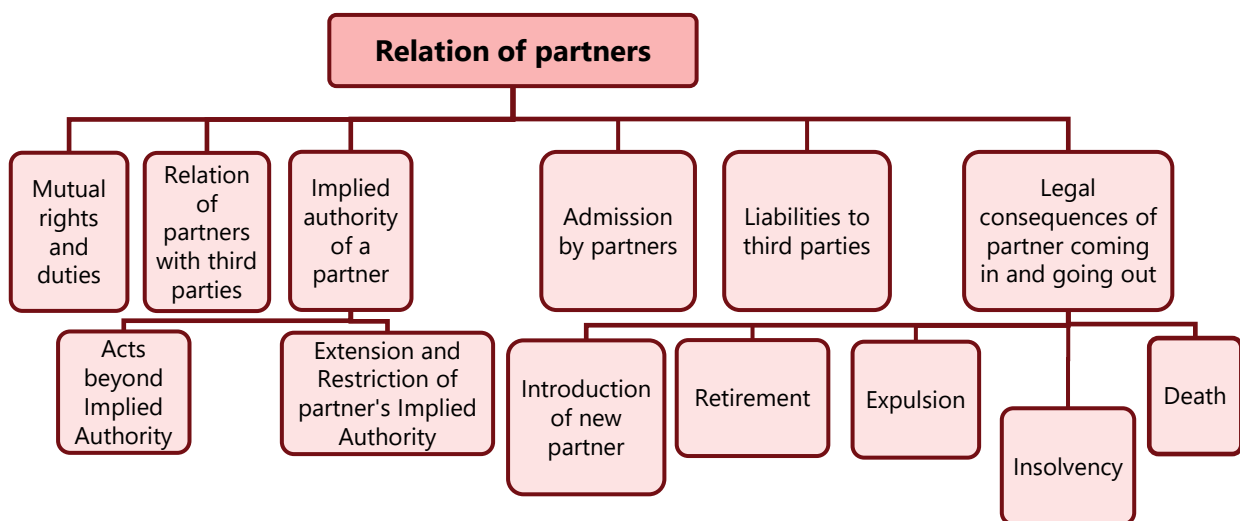 Relation of partners
Mutual
rights
and
duties
Relation
of
partners
with third
parties
Implied
authority
of a
partner
Admission
by partners
Liabilities to
third parties
Legal
consequences of
partner coming
in and going out
Acts
beyond
Implied
Authority
Extension and
Restriction of
partner's Implied
Authority
Introduction
of new
partner
Retirement
Expulsion
Insolvency
Death